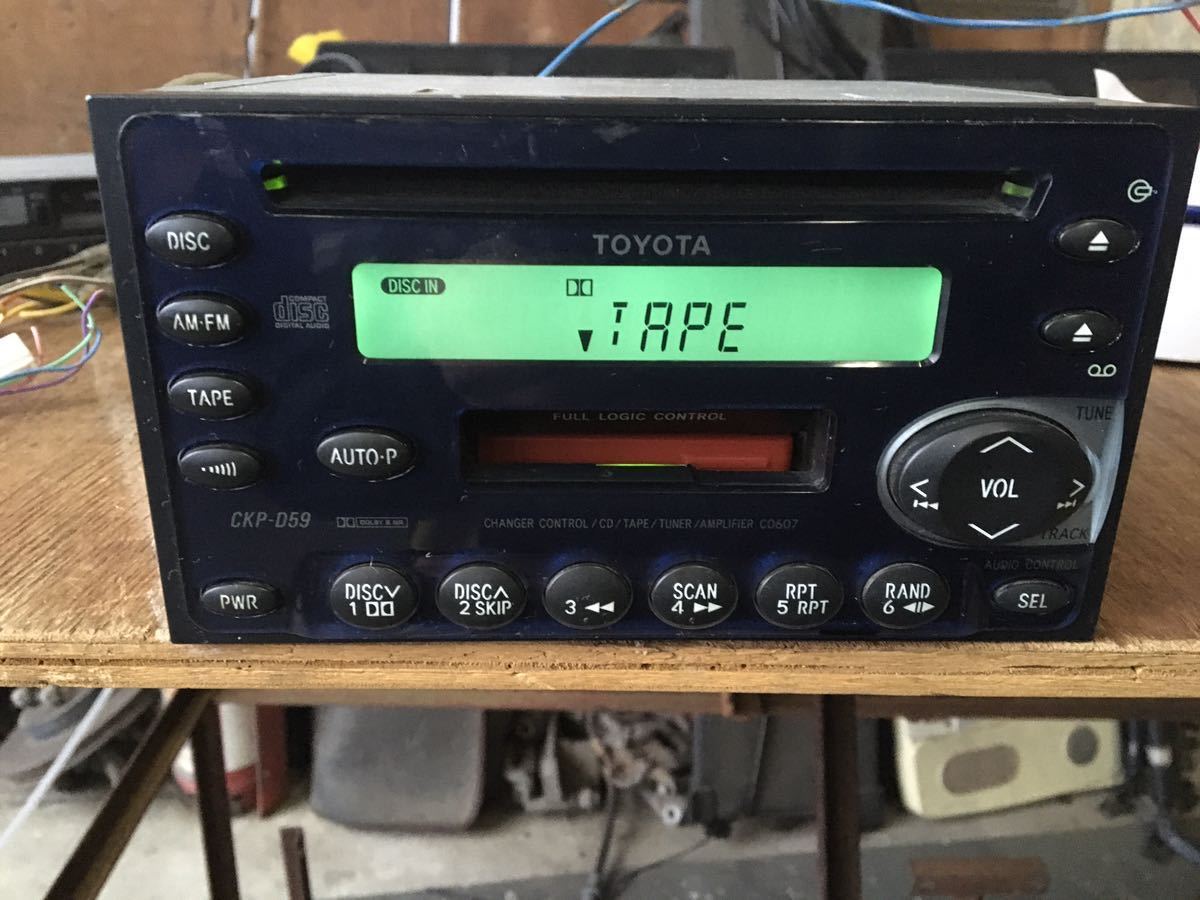 TOYOTA
DISC
DISC IN
AM·FM
COMPACT
disc
DIGITAL AUDIO
TAPE
TAPE
FULL LOGIC CONTROL
TUNE
AUTO·P
VOL
CKP-D59
DOLBY B NR
CHANGER CONTROL/CD/TAPE/TUNER/AMPLIFIER C0607
TRACK
AUDIO CONTROL
PWR
DISC
1
DISC
2 SKIP
3 ◀◀
SCAN
4 ▶▶
RPT
5 RPT
RAND
6
SEL